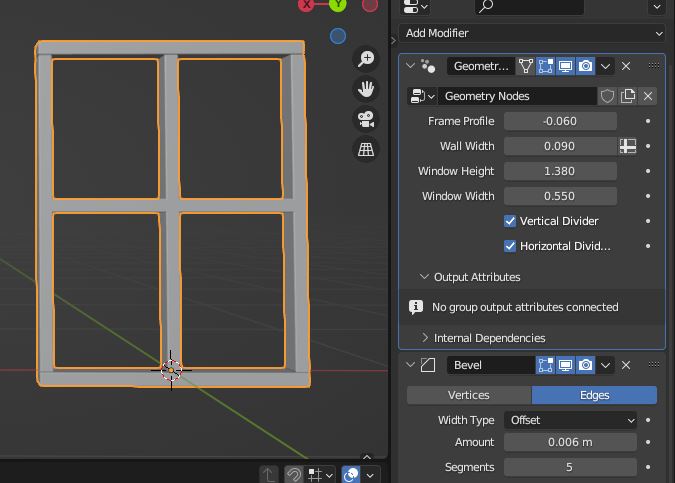 X
Y
Add Modifier
Geometr...
Geometry Nodes
Frame Profile -0.060
Wall Width 0.090
Window Height 1.380
Window Width 0.550
Vertical Divider
Horizontal Divid...
Output Attributes
No group output attributes connected
Internal Dependencies
Bevel
Vertices Edges
Width Type Offset
Amount 0.006 m
Segments 5